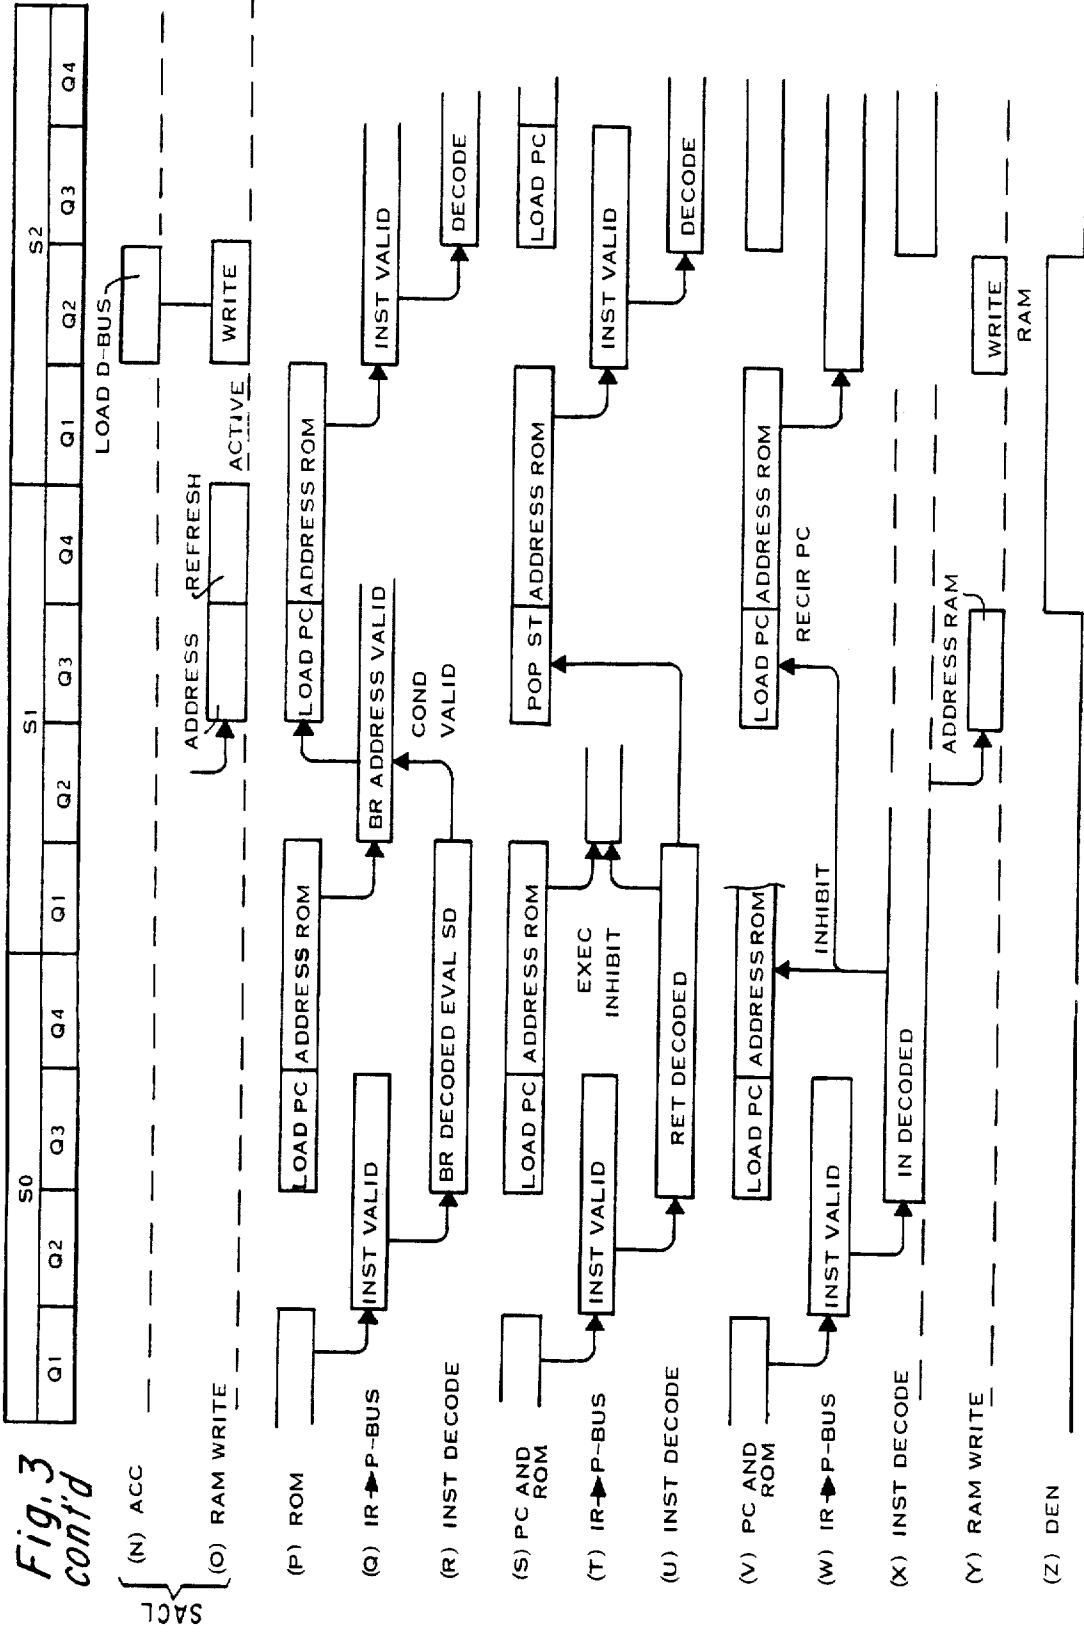 Fig. 3
cont'd
S0 S1 S2
Q1 Q2 Q3 Q4 Q1 Q2 Q3 Q4 Q1 Q2 Q3 Q4
SACL
(N) ACC
LOAD D-BUS
(O) RAM WRITE
ADDRESS
REFRESH
ACTIVE
WRITE
(P) ROM
LOAD PC ADDRESS ROM
LOAD PC ADDRESS ROM
(Q) IR→P-BUS
INST VALID
BR ADDRESS VALID
INST VALID
(R) INST DECODE
BR DECODED EVAL SD
COND
VALID
DECODE
(S) PC AND
ROM
LOAD PC ADDRESS ROM
POP ST ADDRESS ROM
LOAD PC
(T) IR→P-BUS
INST VALID
EXEC
INHIBIT
INST VALID
(U) INST DECODE
RET DECODED
DECODE
(V) PC AND
ROM
LOAD PC ADDRESS ROM
LOAD PC ADDRESS ROM
(W) IR→P-BUS
INST VALID
INHIBIT
RECIR PC
(X) INST DECODE
IN DECODED
(Y) RAM WRITE
ADDRESS RAM
WRITE
RAM
(Z) DEN